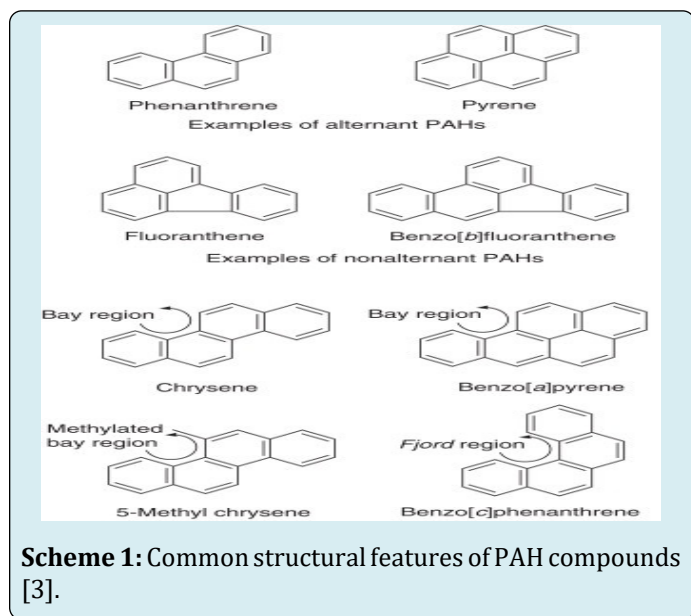 Phenanthrene Pyrene
Examples of alternant PAHs
Fluoranthene Benzo[b]fluoranthene
Examples of nonalternant PAHs
Bay region Bay region
Chrysene Benzo[a]pyrene
Methylated
bay region Fjord region
5-Methyl chrysene Benzo[c]phenanthrene
Scheme 1: Common structural features of PAH compounds
[3].